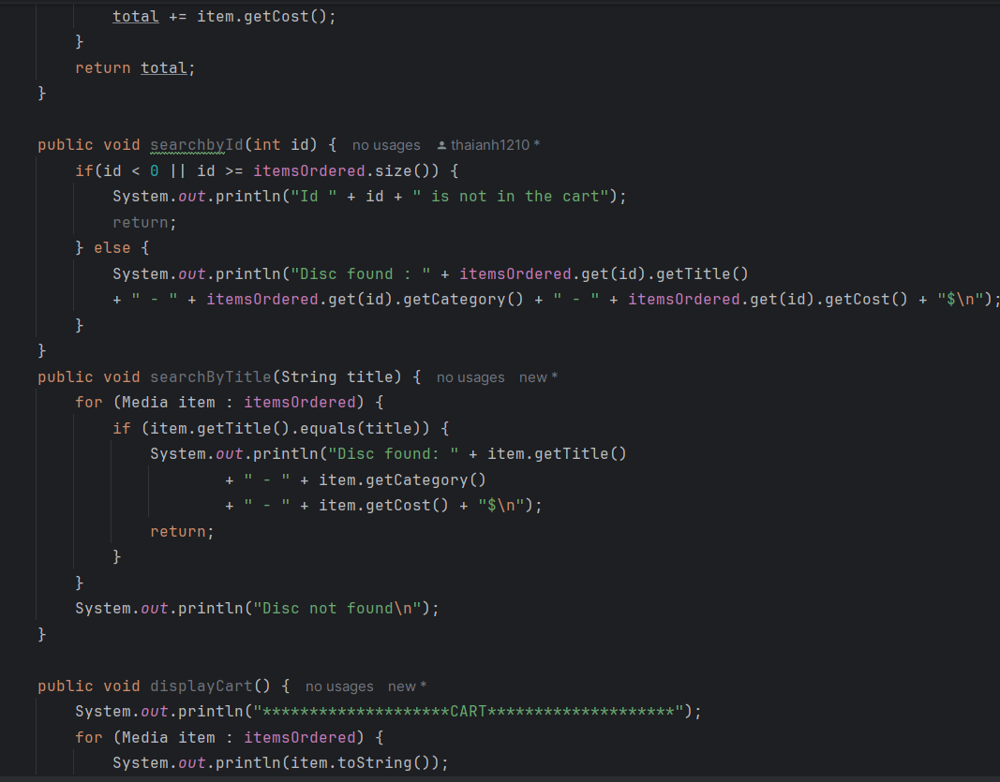 total += item.getCost();
}
return total;
}
public void searchbyId(int id) { no usages thaianh1210 *
if(id < 0 || id >= itemsOrdered.size()) {
System.out.println("Id " + id + " is not in the cart");
return;
} else {
System.out.println("Disc found : " + itemsOrdered.get(id).getTitle()
+ " - " + itemsOrdered.get(id).getCategory() + " - " + itemsOrdered.get(id).getCost() + "$\n");
}
}
public void searchByTitle(String title) { no usages new *
for (Media item : itemsOrdered) {
if (item.getTitle().equals(title)) {
System.out.println("Disc found: " + item.getTitle()
+ " - " + item.getCategory()
+ " - " + item.getCost() + "$\n");
return;
}
}
System.out.println("Disc not found\n");
}
public void displayCart() { no usages new *
System.out.println("********************CART********************");
for (Media item : itemsOrdered) {
System.out.println(item.toString());